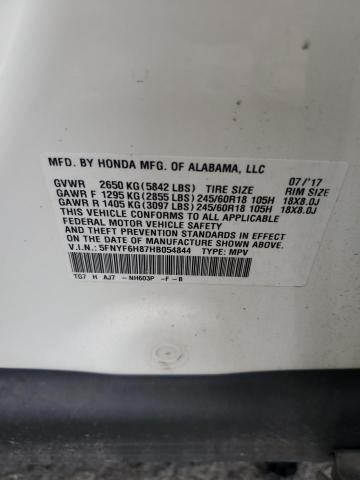 MFD. BY HONDA MFG. OF ALABAMA, LLC 07/'17
GVWR 2650 KG(5842 LBS) TIRE SIZE RIM SIZE
GAWR F 1295 KG(2855 LBS)245/60R18 105H 18X8.0J
GAWR R 1405 KG(3097 LBS)245/60R18 105H 18X8.0J
THIS VEHICLE CONFORMS TO ALL APPLICABLE
FEDERAL MOTOR VEHICLE SAFETY AND
THEFT PREVENTION STANDARDS IN EFFECT
ON THE DATE OF MANUFACTURE SHOWN ABOVE.
V.I.N.: 5FNYF6H87HB054844 TYPE: MPV
TG7 H AJ7 -NH603P -F -B